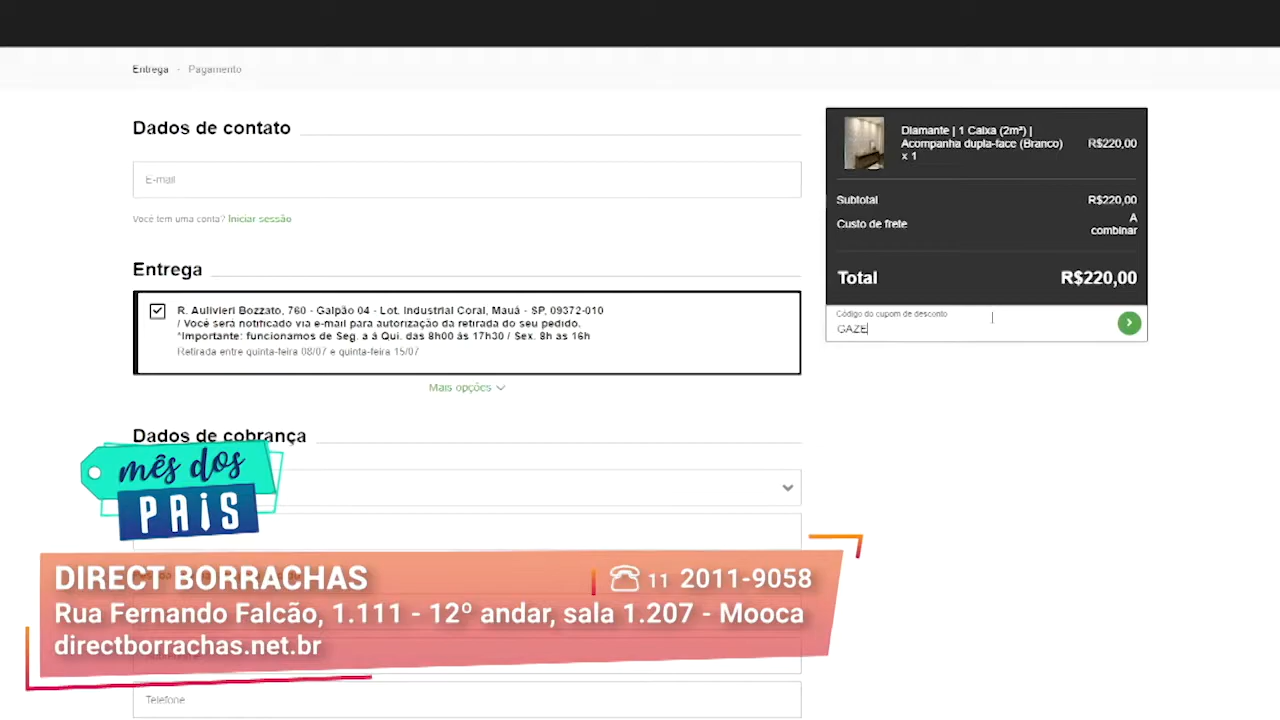 Entrega - Pagamento
Dados de contato
E-mail
Você tem uma conta? Iniciar sessão
Entrega
R. Aulivieri Bozzato, 760 - Galpão 04 - Lot. Industrial Coral, Mauá - SP, 09372-010
/ Você será notificado via e-mail para autorização da retirada do seu pedido.
*Importante: funcionamos de Seg. a á Qui. das 8h00 ás 17h30 / Sex. 8h as 16h
Retirada entre quinta-feira 08/07 e quinta-feira 15/07
Mais opções
Dados de cobrança
Telefone
Diamante | 1 Caixa (2m²) |
Acompanha dupla-face (Branco)
x 1
R$220,00
Subtotal R$220,00
Custo de frete A
combinar
Total R$220,00
Código do cupom de desconto
GAZE
mês dos
PAIS
DIRECT BORRACHAS 11 2011-9058
Rua Fernando Falcão, 1.111 - 12º andar, sala 1.207 - Mooca
directborrachas.net.br